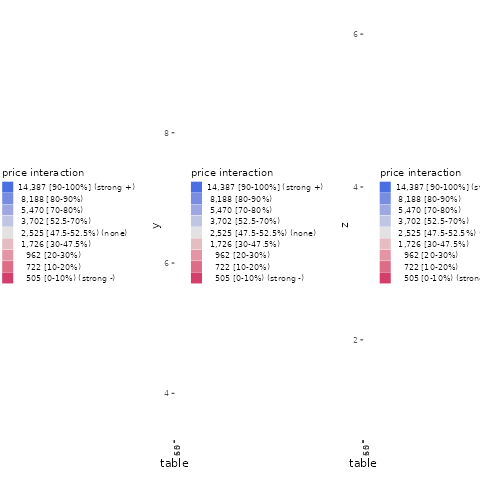 6
8
price interaction
14,387 [90-100%] (strong +)
8,188 [80-90%)
5,470 [70-80%)
3,702 [52.5-70%)
2,525 [47.5-52.5%) (none)
1,726 [30-47.5%)
962 [20-30%)
722 [10-20%)
505 [0-10%) (strong -)
y
6
4
table
price interaction
14,387 [90-100%] (strong +)
8,188 [80-90%)
5,470 [70-80%)
3,702 [52.5-70%)
2,525 [47.5-52.5%) (none)
1,726 [30-47.5%)
962 [20-30%)
722 [10-20%)
505 [0-10%) (strong -)
z
4
2
table
price interaction
14,387 [90-100%] (st
8,188 [80-90%)
5,470 [70-80%)
3,702 [52.5-70%)
2,525 [47.5-52.5%)
1,726 [30-47.5%)
962 [20-30%)
722 [10-20%)
505 [0-10%) (stron